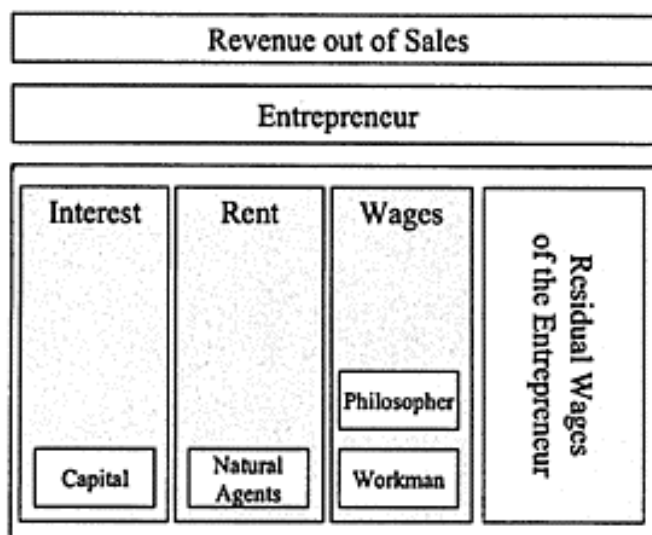 Revenue out of Sales
Entrepreneur
Interest
Rent
Wages
Residual Wages
of the Entrepreneur
Philosopher
Capital
Natural
Agents
Workman